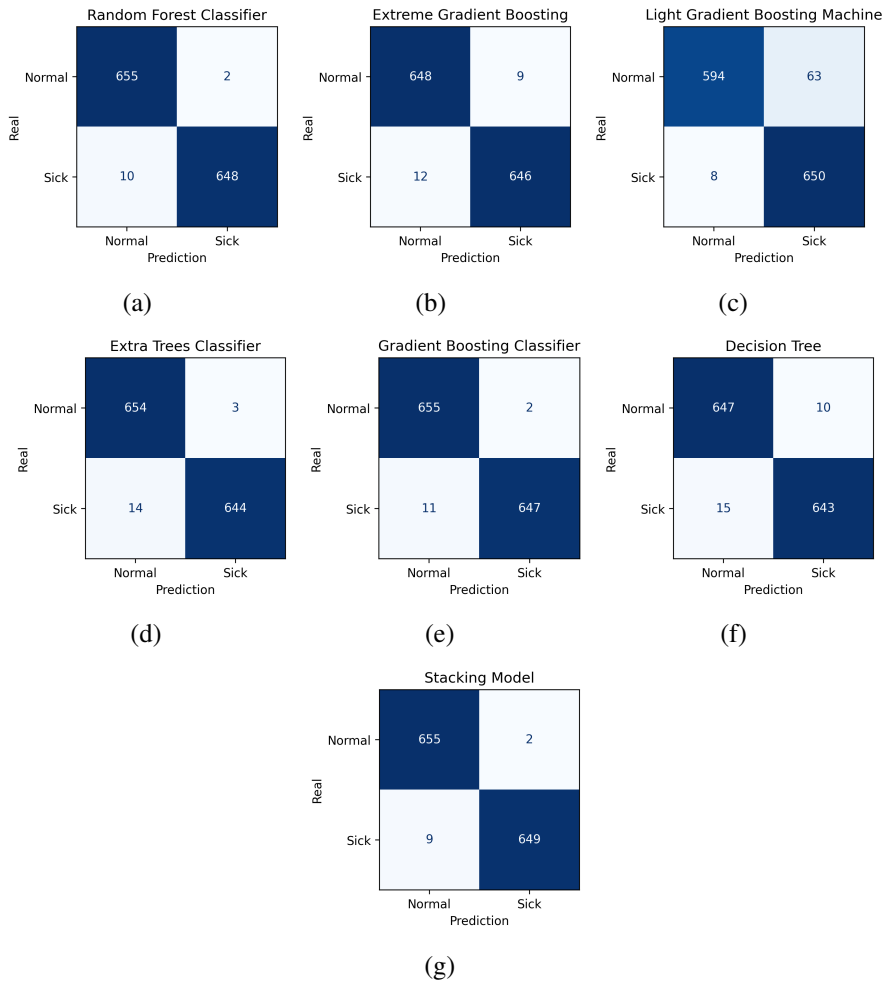 Random Forest Classifier
Extreme Gradient Boosting
Light Gradient Boosting Machine
Real
Normal
655
2
Sick
10
648
Normal
Sick
Prediction
Real
Normal
648
9
Sick
12
646
Normal
Sick
Prediction
Real
Normal
594
63
Sick
8
650
Normal
Sick
Prediction
(a)
(b)
(c)
Extra Trees Classifier
Gradient Boosting Classifier
Decision Tree
Real
Normal
654
3
Sick
14
644
Normal
Sick
Prediction
Real
Normal
655
2
Sick
11
647
Normal
Sick
Prediction
Real
Normal
647
10
Sick
15
643
Normal
Sick
Prediction
(d)
(e)
(f)
Stacking Model
Real
Normal
655
2
Sick
9
649
Normal
Sick
Prediction
(g)